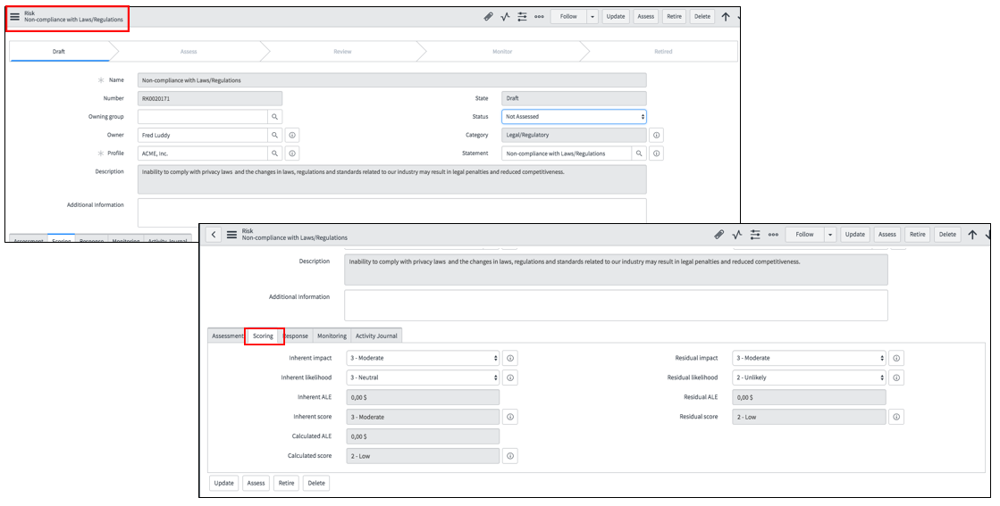 Risk
Non-compliance with Laws/Regulations
Follow Update Assess Retire Delete
Draft Assess Review Monitor Retired
Name Non-compliance with Laws/Regulations
Number RK0020171 State Draft
Owning group Status Not Assessed
Owner Fred Luddy Category Legal/Regulatory
Profile ACME, Inc. Statement Non-compliance with Laws/Regulations
Description Inability to comply with privacy laws and the changes in laws, regulations and standards related to our industry may result in legal penalties and reduced competitiveness.
Additional Information
Assessment Scoring Response Monitoring Activity Journal
Risk
Non-compliance with Laws/Regulations
Follow Update Assess Retire Delete
Description Inability to comply with privacy laws and the changes in laws, regulations and standards related to our industry may result in legal penalties and reduced competitiveness.
Additional Information
Assessment Scoring Response Monitoring Activity Journal
Inherent impact 3 - Moderate Residual impact 3 - Moderate
Inherent likelihood 3 - Neutral Residual likelihood 2 - Unlikely
Inherent ALE 0,00 $ Residual ALE 0,00 $
Inherent score 3 - Moderate Residual score 2 - Low
Calculated ALE 0,00 $
Calculated score 2 - Low
Update Assess Retire Delete